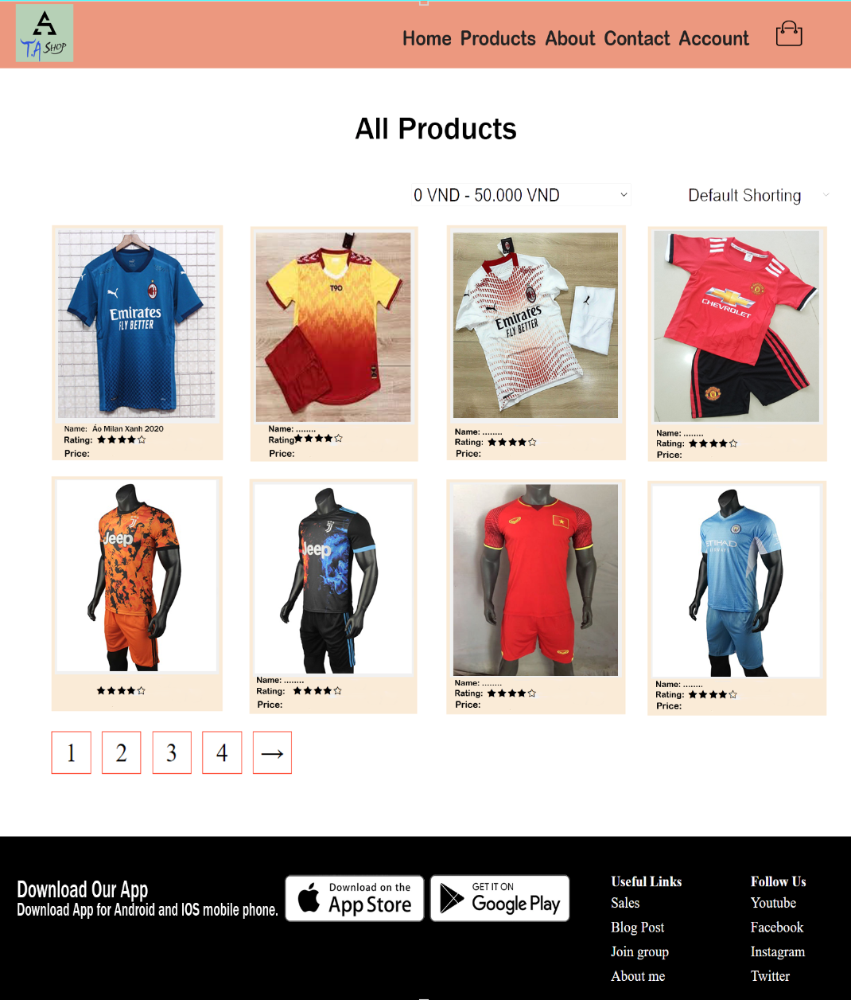 T.A SHOP
Home Products About Contact Account
All Products
0 VND - 50.000 VND
Default Shorting
Emirates
FLY BETTER
T90
Emirates
FLY BETTER
CHEVROLET
Name: Áo Milan Xanh 2020
Rating:
Price:
Name: ........
Rating
Price:
Name: ........
Rating:
Price:
Name: ........
Rating:
Price:
Jeep
Jeep
ETIHAD
Name: ........
Rating:
Price:
Name: ........
Rating:
Price:
Name: ........
Rating:
Price:
1 2 3 4 →
Download Our App
Download App for Android and IOS mobile phone.
Download on the
App Store
GET IT ON
Google Play
Useful Links
Sales
Blog Post
Join group
About me
Follow Us
Youtube
Facebook
Instagram
Twitter